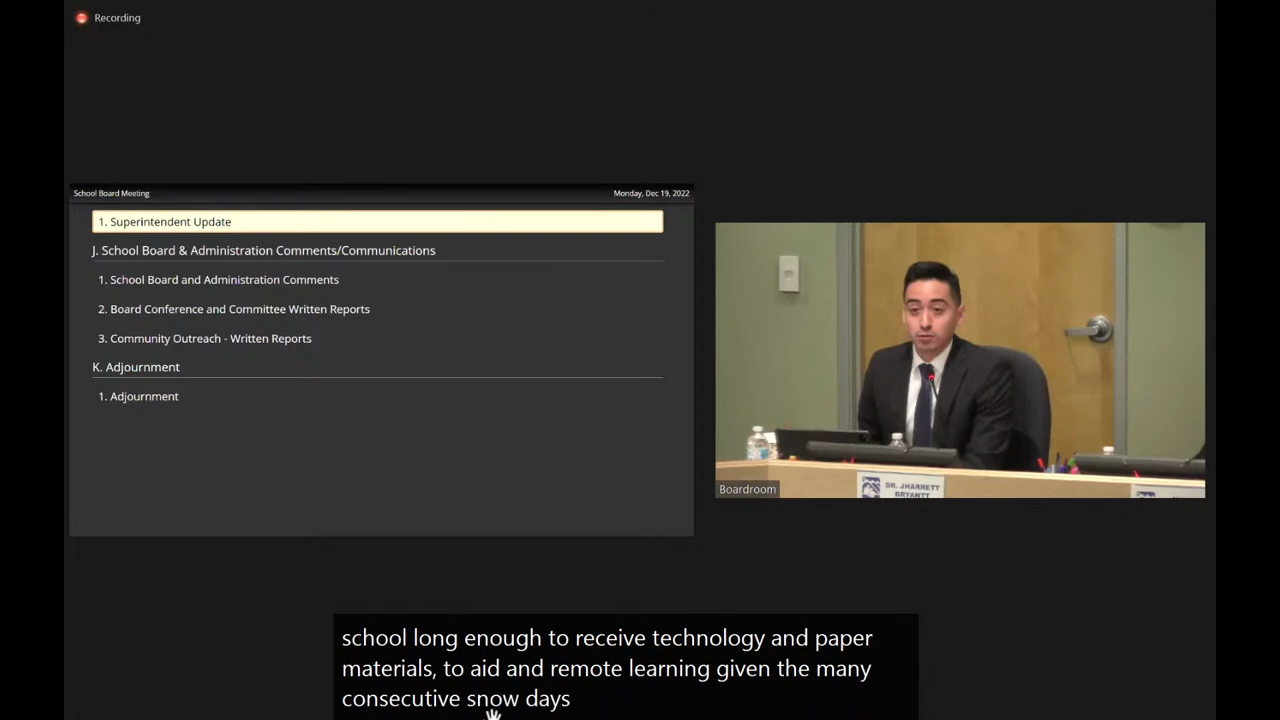 Recording
School Board Meeting
Monday, Dec 19, 2022
1. Superintendent Update
J. School Board & Administration Comments/Communications
1. School Board and Administration Comments
2. Board Conference and Committee Written Reports
3. Community Outreach - Written Reports
K. Adjournment
1. Adjournment
Boardroom
DR. JHARRETT
BRYANTT
school long enough to receive technology and paper
materials, to aid and remote learning given the many
consecutive snow days